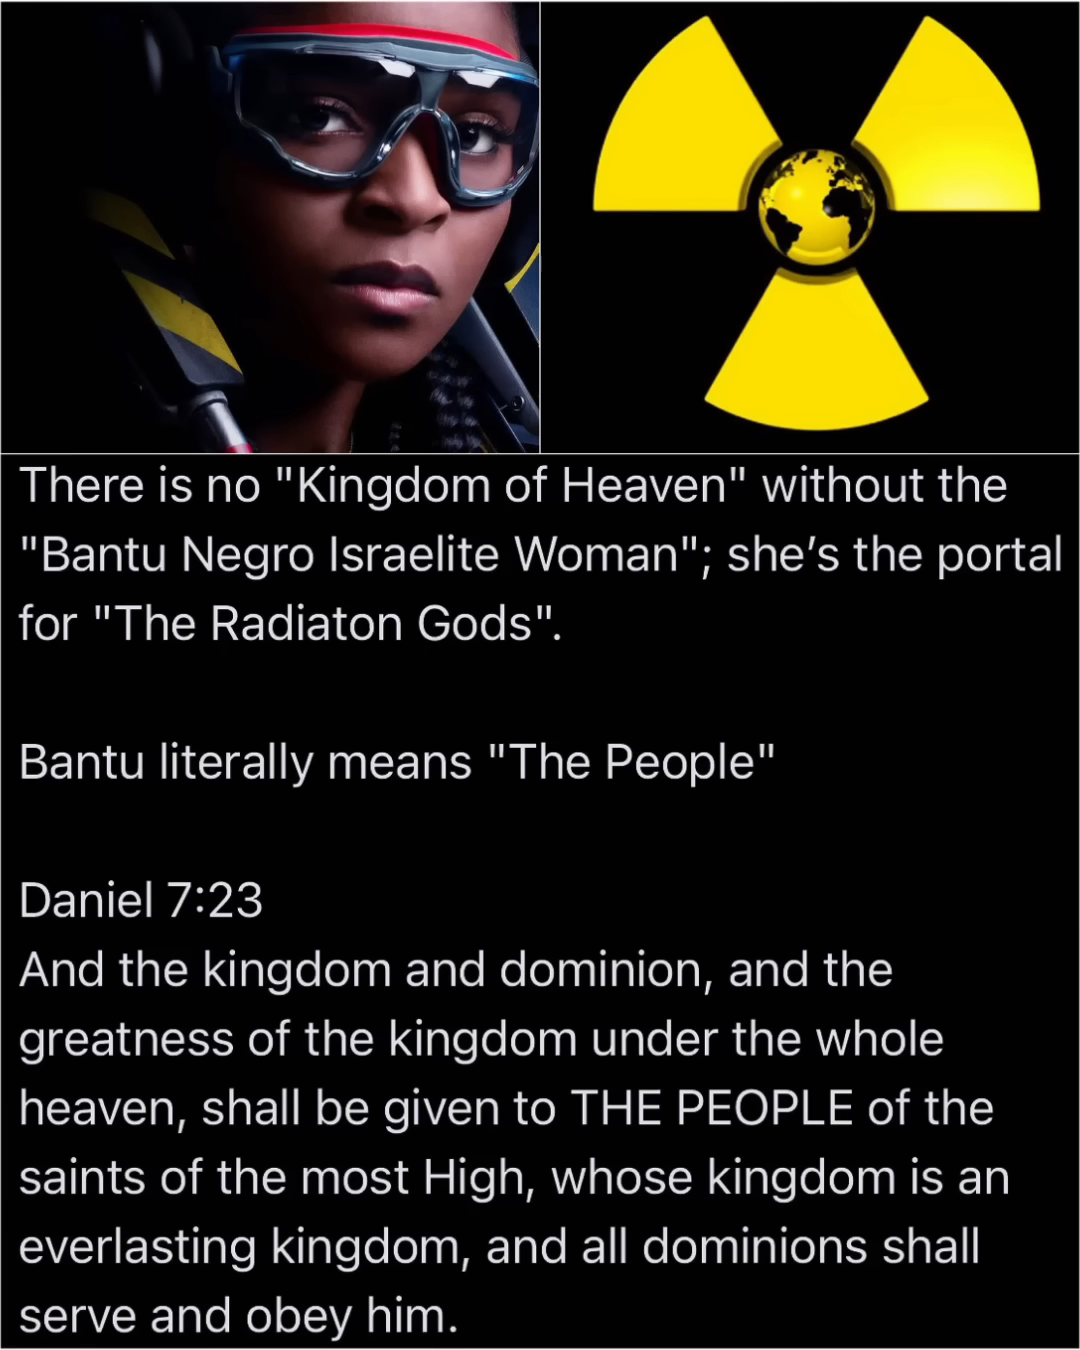 There is no "Kingdom of Heaven" without the
"Bantu Negro Israelite Woman"; she’s the portal
for "The Radiaton Gods".
Bantu literally means "The People"
Daniel 7:23
And the kingdom and dominion, and the
greatness of the kingdom under the whole
heaven, shall be given to THE PEOPLE of the
saints of the most High, whose kingdom is an
everlasting kingdom, and all dominions shall
serve and obey him.